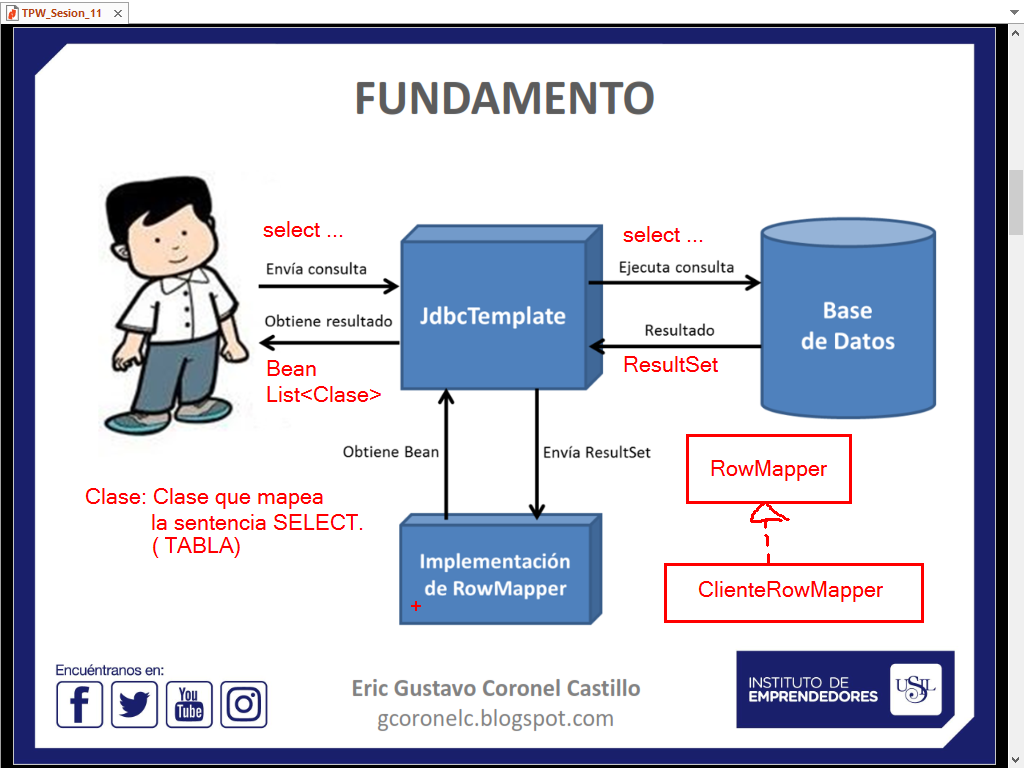 TPW_Sesion_11
FUNDAMENTO
select ...
Envía consulta
Obtiene resultado
Bean
List<Clase>
JdbcTemplate
select ...
Ejecuta consulta
Resultado
ResultSet
Base
de Datos
Obtiene Bean
Envía ResultSet
Clase: Clase que mapea
la sentencia SELECT.
( TABLA)
Implementación
de RowMapper
RowMapper
ClienteRowMapper
Encuéntranos en:
You
Tube
Eric Gustavo Coronel Castillo
gcoronelc.blogspot.com
INSTITUTO DE
EMPRENDEDORES
USIL